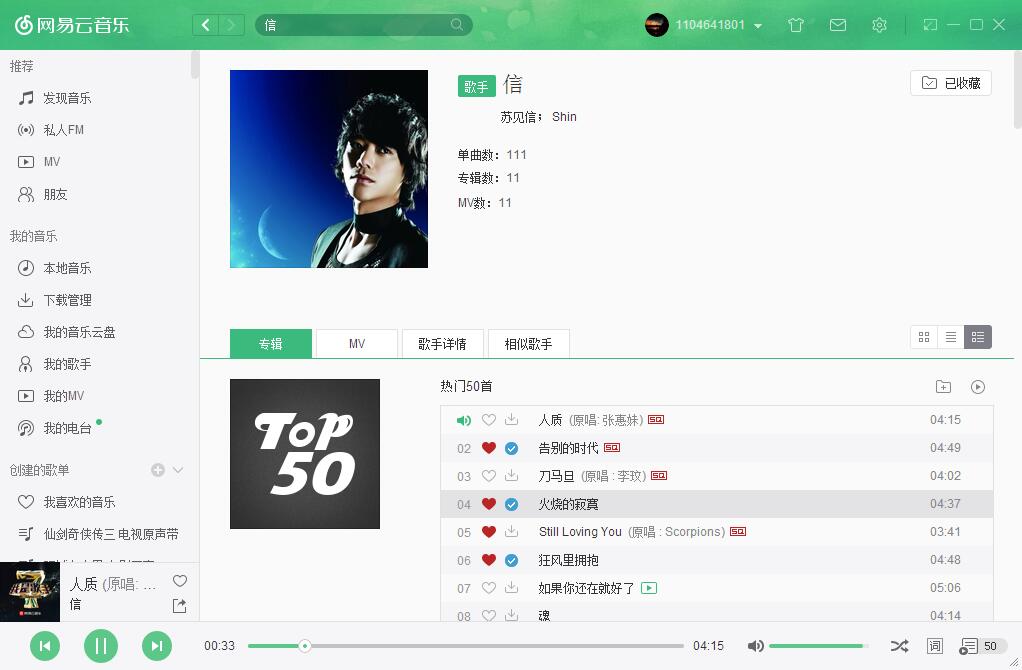 网易云音乐
信
1104641801
推荐
发现音乐
私人FM
MV
朋友
我的音乐
本地音乐
下载管理
我的音乐云盘
我的歌手
我的MV
我的电台
创建的歌单
我喜欢的音乐
仙剑奇侠传三 电视原声带
人质 (原唱: ...
信
歌手 信
已收藏
苏见信; Shin
单曲数: 111
专辑数: 11
MV数: 11
专辑 MV 歌手详情 相似歌手
TOP
50
热门50首
人质 (原唱: 张惠妹) SQ 04:15
02 告别的时代 SQ 04:49
03 刀马旦 (原唱 : 李玟) SQ 04:02
04 火烧的寂寞 04:37
05 Still Loving You (原唱 : Scorpions) SQ 03:41
06 狂风里拥抱 04:48
07 如果你还在就好了 05:06
08 魂 04:14
00:33 04:15 词 50